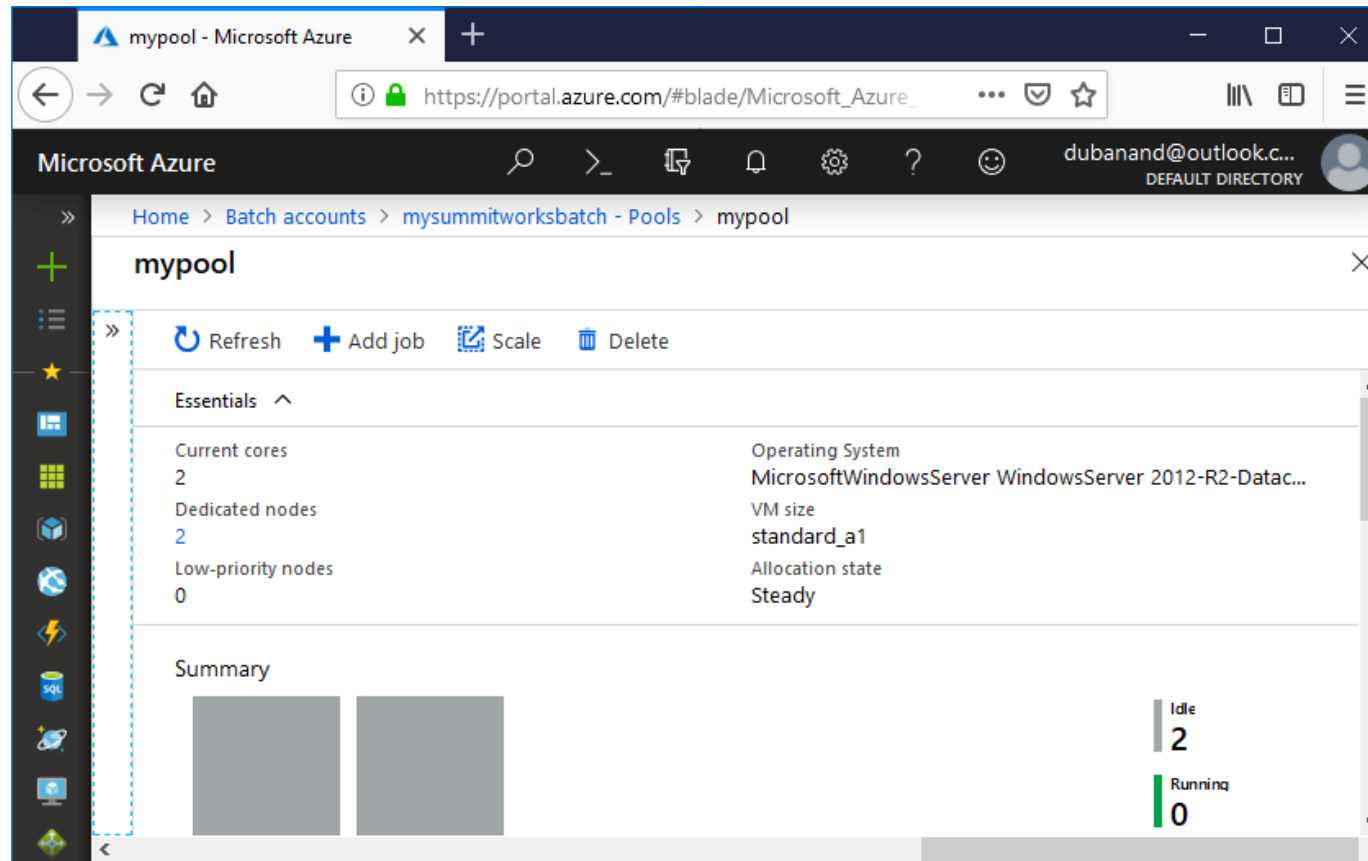 mypool - Microsoft Azure
https://portal.azure.com/#blade/Microsoft_Azure_
Microsoft Azure
dubanand@outlook.c...
DEFAULT DIRECTORY
Home > Batch accounts > mysummitworksbatch - Pools > mypool
mypool
Refresh Add job Scale Delete
Essentials
Current cores
2
Dedicated nodes
2
Low-priority nodes
0
Operating System
MicrosoftWindowsServer WindowsServer 2012-R2-Datac...
VM size
standard_a1
Allocation state
Steady
SQL
Summary
Idle
2
Running
0